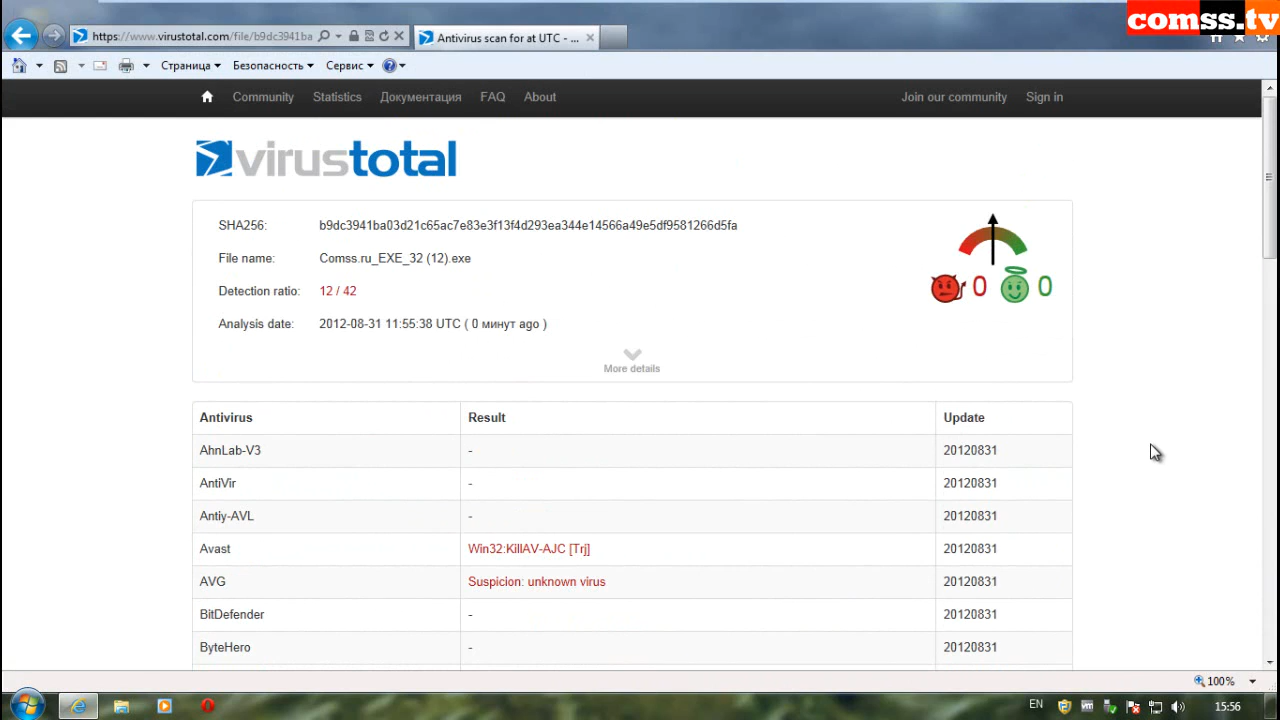 comss.tv
https://www.virustotal.com/file/b9dc3941ba
Antivirus scan for at UTC - ...
Страница
Безопасность
Сервис
Community
Statistics
Документация
FAQ
About
Join our community
Sign in
virustotal
SHA256: b9dc3941ba03d21c65ac7e83e3f13f4d293ea344e14566a49e5df9581266d5fa
File name: Comss.ru_EXE_32 (12).exe
Detection ratio: 12 / 42
0 0
Analysis date: 2012-08-31 11:55:38 UTC ( 0 минут ago )
More details
Antivirus Result Update
AhnLab-V3 - 20120831
AntiVir - 20120831
Antiy-AVL - 20120831
Avast Win32:KillAV-AJC [Trj] 20120831
AVG Suspicion: unknown virus 20120831
BitDefender - 20120831
ByteHero - 20120831
100%
EN
15:56